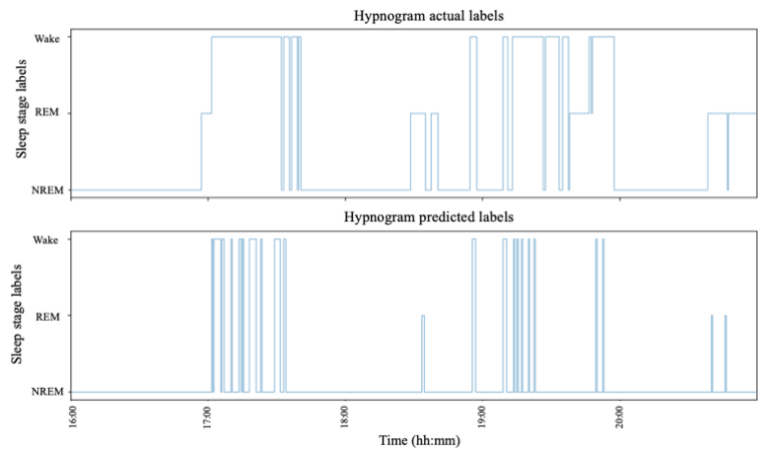 Hypnogram actual labels
Wake
REM
NREM
Sleep stage labels
Hypnogram predicted labels
Wake
REM
NREM
Sleep stage labels
16:00
17:00
18:00
19:00
20:00
Time (hh:mm)